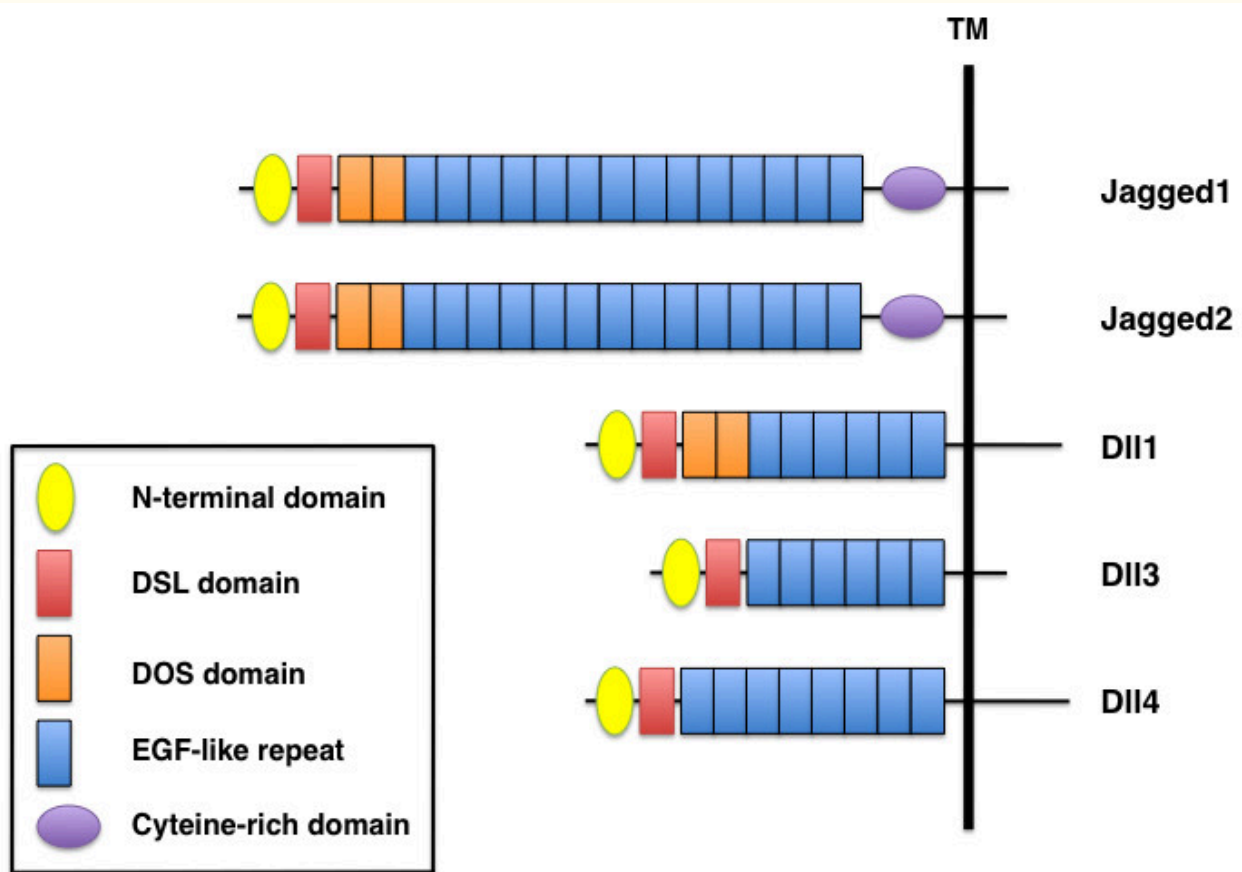 TM
Jagged1
Jagged2
Dll1
Dll3
Dll4
N-terminal domain
DSL domain
DOS domain
EGF-like repeat
Cyteine-rich domain